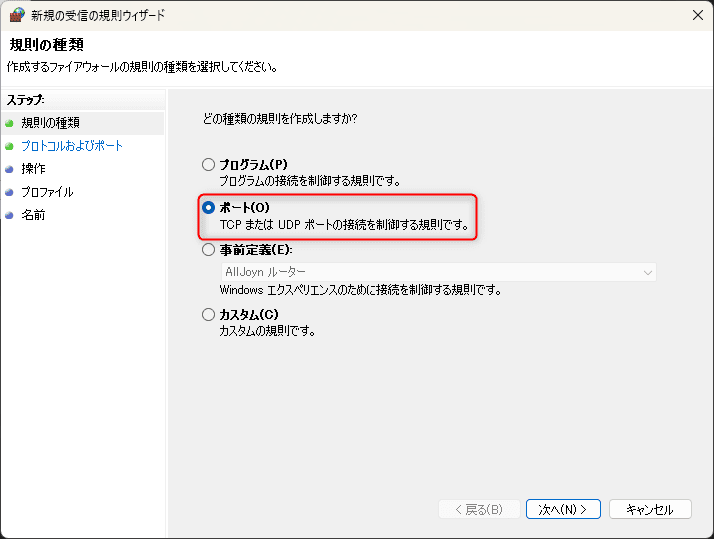 新規の受信の規則ウィザード
規則の種類
作成するファイアウォールの規則の種類を選択してください。
ステップ:
規則の種類
プロトコルおよびポート
操作
プロファイル
名前
どの種類の規則を作成しますか?
プログラム(P)
プログラムの接続を制御する規則です。
ポート(O)
TCP または UDP ポートの接続を制御する規則です。
事前定義(E):
AllJoyn ルーター
Windows エクスペリエンスのために接続を制御する規則です。
カスタム(C)
カスタムの規則です。
< 戻る(B)
次へ(N) >
キャンセル